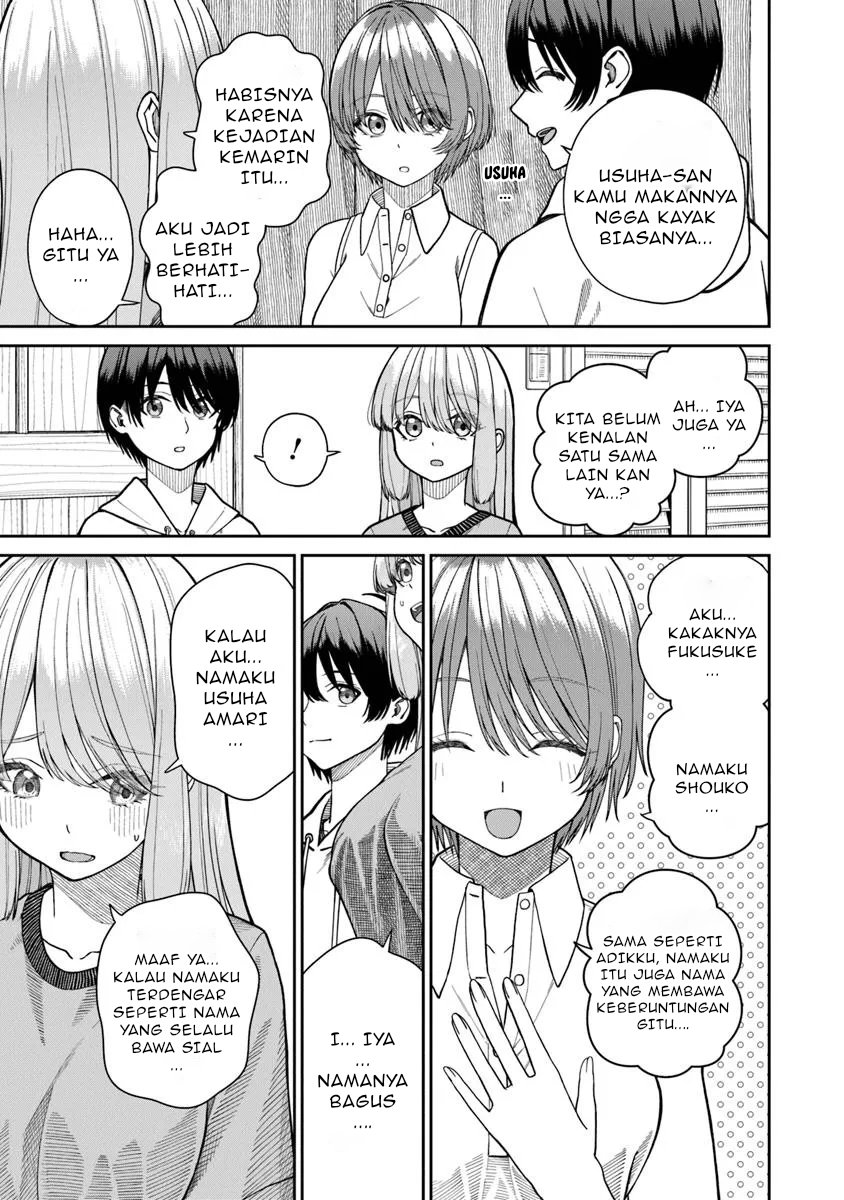 USUHA-SAN
KAMU MAKANNYA
NGGA KAYAK
BIASANYA...
USUHA
...
HABISNYA
KARENA
KEJADIAN
KEMARIN
ITU...
AKU JADI
LEBIH
BERHATI-
HATI...
HAHA...
GITU YA
...
AH... IYA
JUGA YA
...
KITA BELUM
KENALAN
SATU SAMA
LAIN KAN
YA...?
!
AKU...
KAKAKNYA
FUKUSUKE
...
NAMAKU
SHOUKO
...
SAMA SEPERTI
ADIKKU, NAMAKU
ITU JUGA NAMA
YANG MEMBAWA
KEBERUNTUNGAN
GITU....
I... IYA
...
NAMANYA
BAGUS
....
KALAU
AKU...
NAMAKU
USUHA
AMARI
...
MAAF YA...
KALAU NAMAKU
TERDENGAR
SEPERTI NAMA
YANG SELALU
BAWA SIAL
...